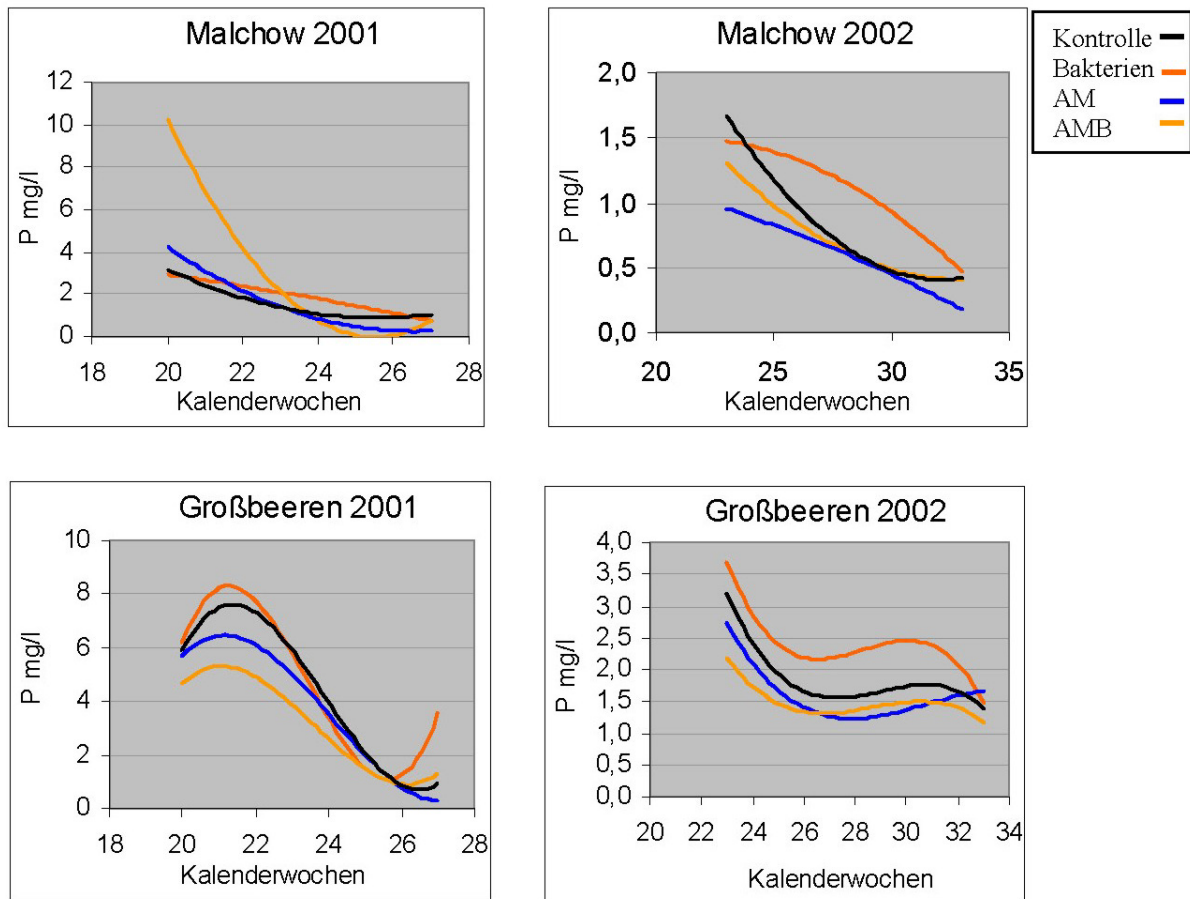 Malchow 2001
P mg/l
12
10
8
6
4
2
0
18 20 22 24 26 28
Kalenderwochen
Malchow 2002
P mg/l
2,0
1,5
1,0
0,5
0,0
20 25 30 35
Kalenderwochen
Kontrolle
Bakterien
AM
AMB
Großbeeren 2001
P mg/l
10
8
6
4
2
0
18 20 22 24 26 28
Kalenderwochen
Großbeeren 2002
P mg/l
4,0
3,5
3,0
2,5
2,0
1,5
1,0
0,5
0,0
20 22 24 26 28 30 32 34
Kalenderwochen